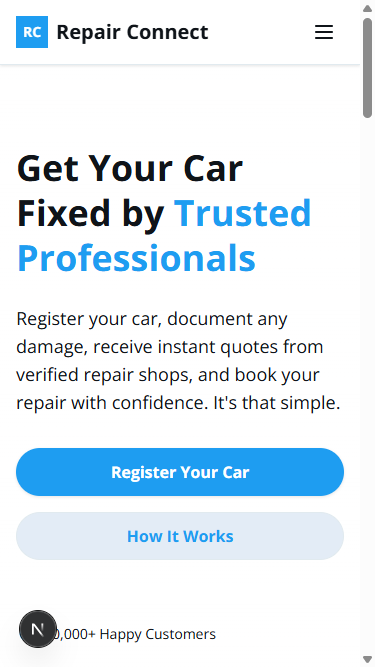 RC Repair Connect
Get Your Car
Fixed by Trusted
Professionals
Register your car, document any
damage, receive instant quotes from
verified repair shops, and book your
repair with confidence. It's that simple.
Register Your Car
How It Works
N
0,000+ Happy Customers